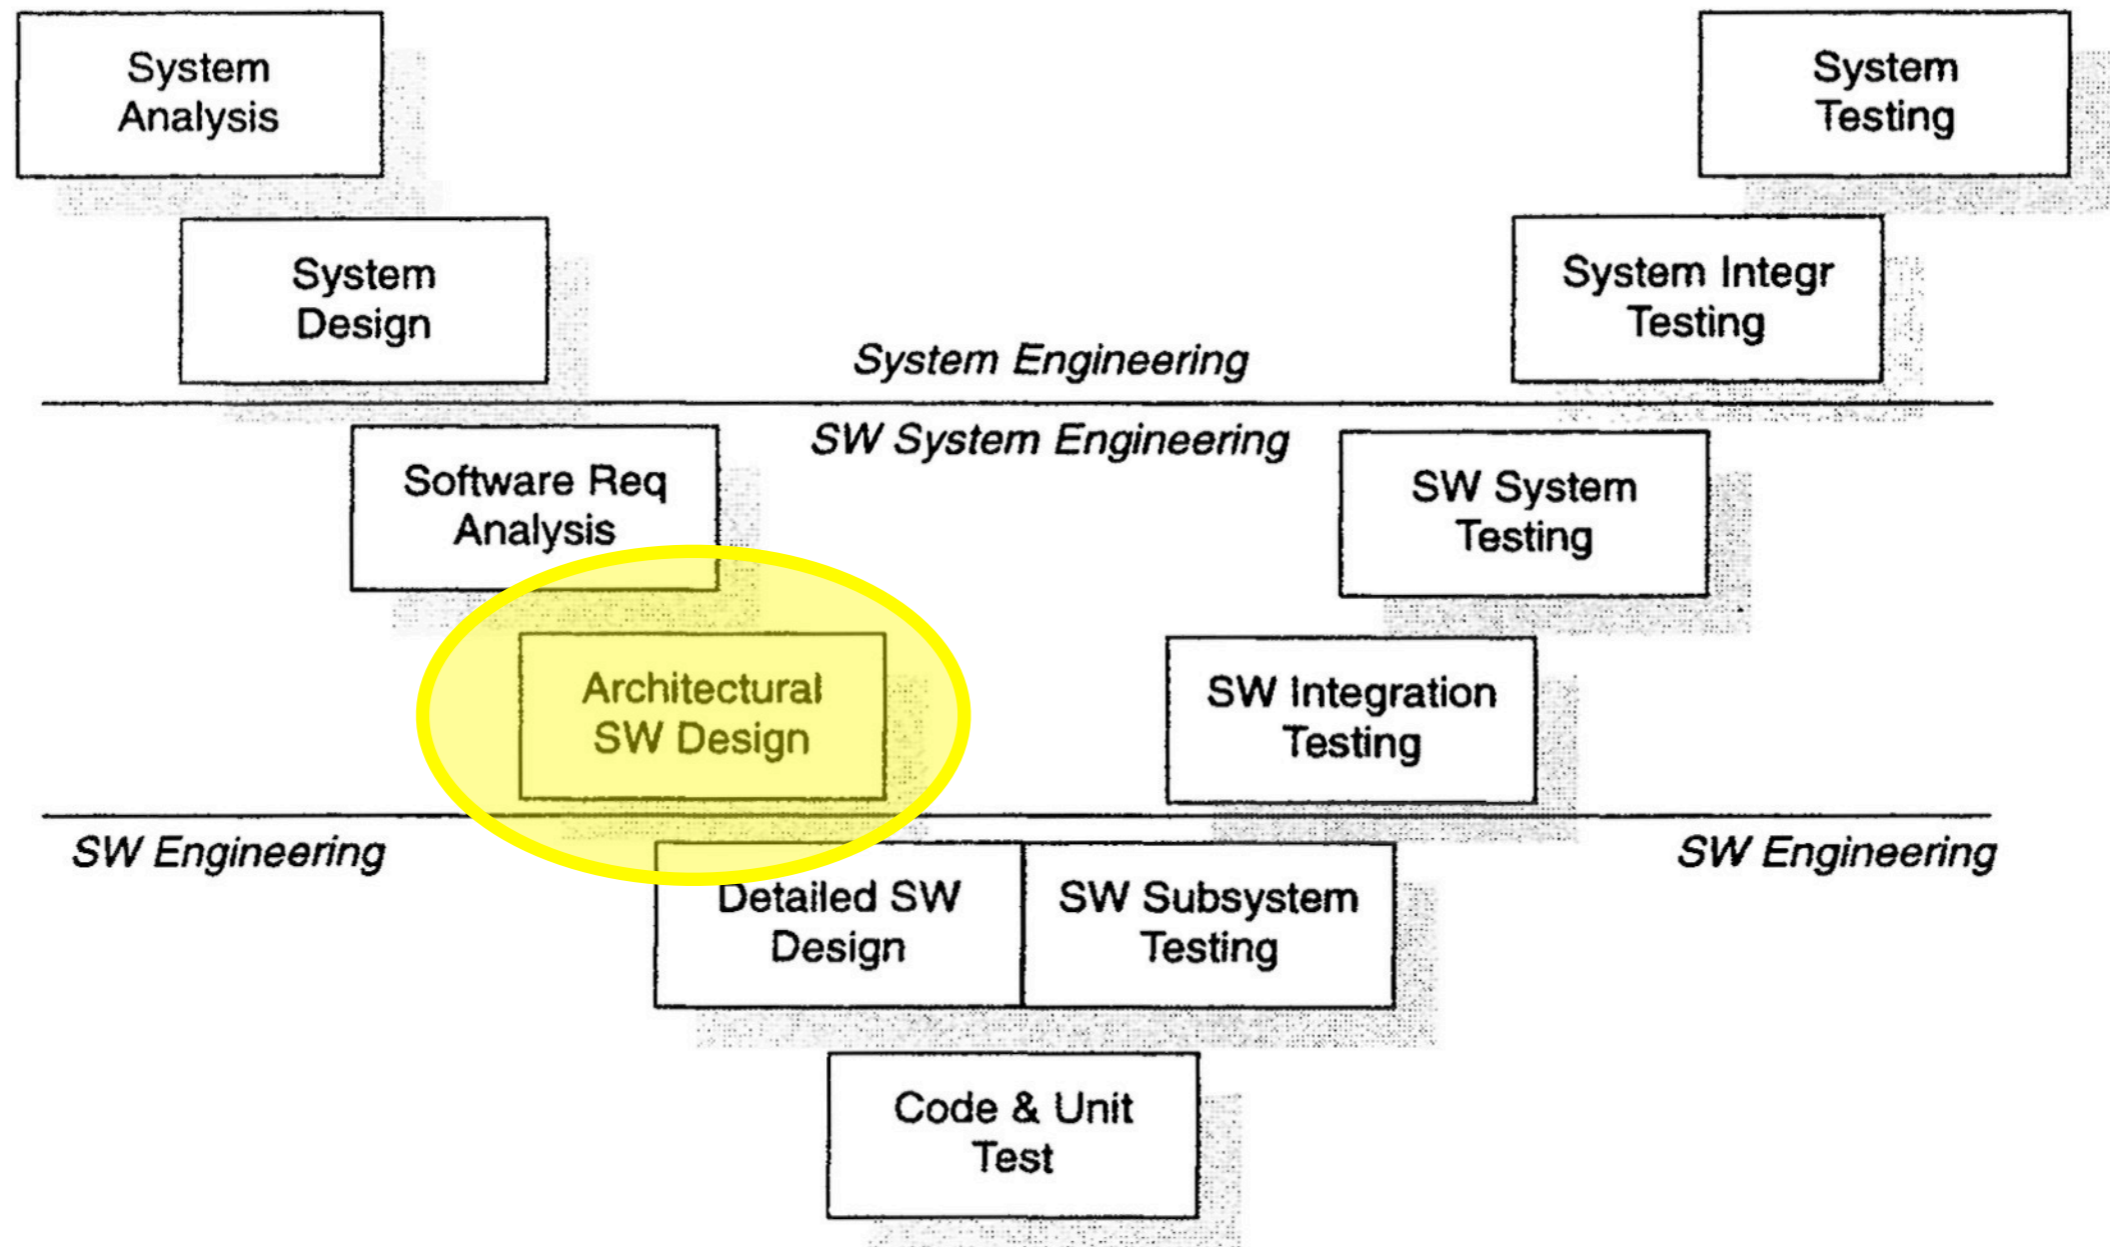 System
Analysis
System
Testing
System
Design
System Integr
Testing
System Engineering
SW System Engineering
Software Req
Analysis
SW System
Testing
Architectural
SW Design
SW Integration
Testing
SW Engineering
SW Engineering
Detailed SW
Design
SW Subsystem
Testing
Code & Unit
Test